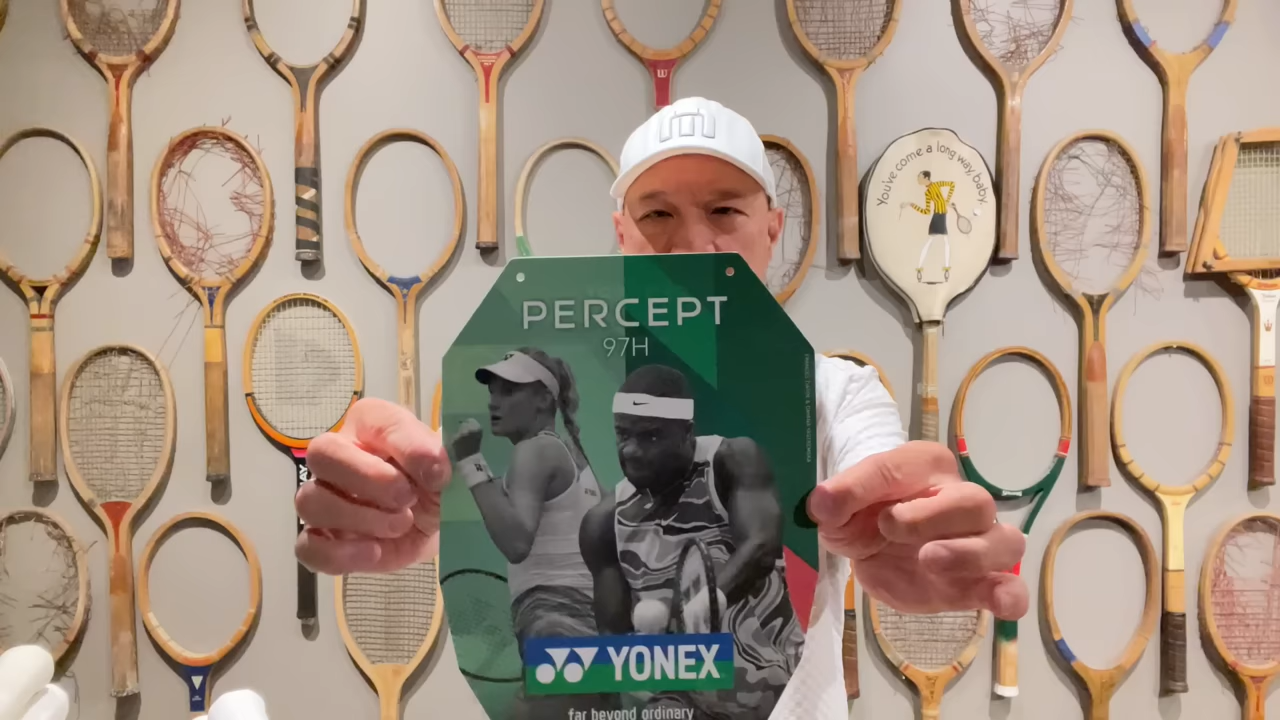 You've come a long way, baby.
PERCEPT
97H
YONEX
far beyond ordinary
W